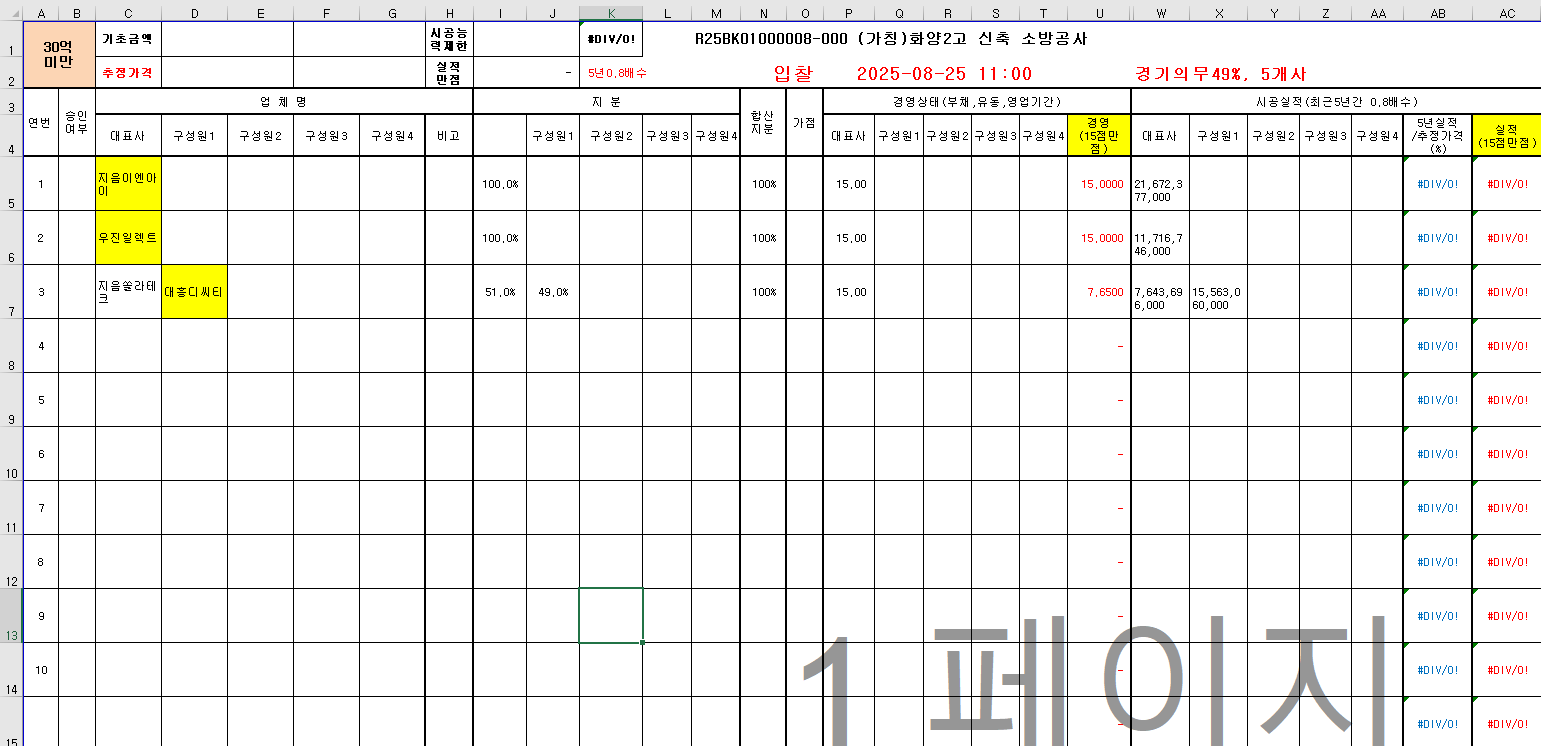 A B C D E F G H I J K L M N O P Q R S T U W X Y Z AA AB AC
1 30억 미만 기초금액 시공능력제한 #DIV/0! R25BK01000008-000 (가칭)화양2고 신축 소방공사
2 추정가격 실적만점 - 5년0.8배수 입찰 2025-08-25 11:00 경기의무49%, 5개사
3 연번 승인여부 업 체 명 지 분 합산지분 가점 경영상태(부채,유동,영업기간) 시공실적(최근5년간 0.8배수)
4 대표사 구성원1 구성원2 구성원3 구성원4 비고 구성원1 구성원2 구성원3 구성원4 대표사 구성원1 구성원2 구성원3 구성원4 경영(15점만점) 대표사 구성원1 구성원2 구성원3 구성원4 5년실적/추정가격(%) 실적(15점만점)
5 1 지음이엔아이 100.0% 100% 15.00 15.0000 21,672,377,000 #DIV/0! #DIV/0!
6 2 우진일렉트 100.0% 100% 15.00 15.0000 11,716,746,000 #DIV/0! #DIV/0!
7 3 지음쏠라테크 대흥디씨티 51.0% 49.0% 100% 15.00 7.6500 7,643,696,000 15,563,060,000 #DIV/0! #DIV/0!
8 4 - #DIV/0! #DIV/0!
9 5 - #DIV/0! #DIV/0!
10 6 - #DIV/0! #DIV/0!
11 7 - #DIV/0! #DIV/0!
12 8 - #DIV/0! #DIV/0!
13 9 - #DIV/0! #DIV/0!
14 10 - #DIV/0! #DIV/0!
15 - #DIV/0! #DIV/0!
1 페이지